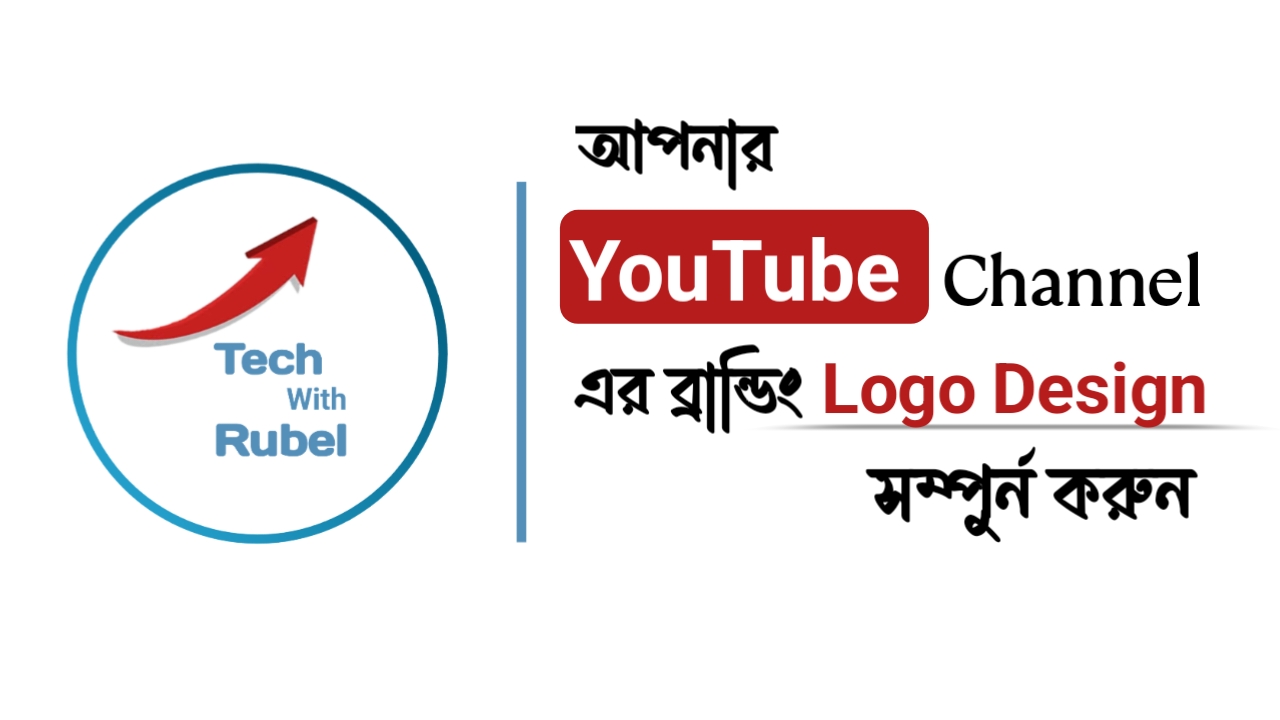 Tech
With
Rubel
আপনার
YouTube Channel
এর ব্রান্ডিং Logo Design
সম্পুর্ন করুন